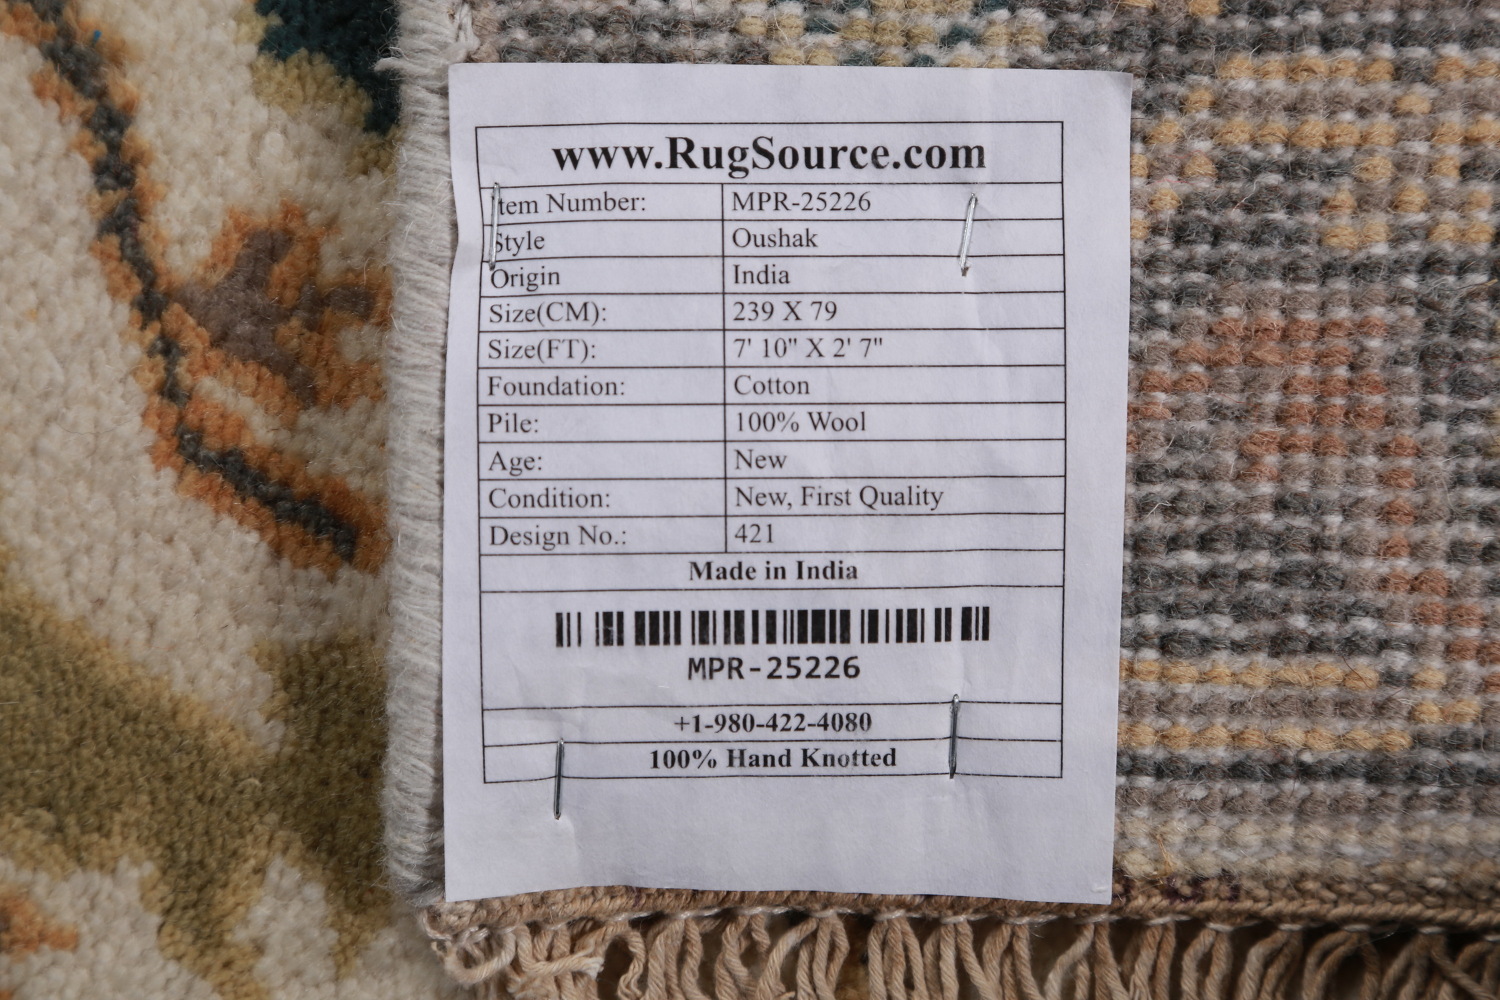 www.RugSource.com
Item Number: MPR-25226
Style Oushak
Origin India
Size(CM): 239 X 79
Size(FT): 7' 10" X 2' 7"
Foundation: Cotton
Pile: 100% Wool
Age: New
Condition: New, First Quality
Design No.: 421
Made in India
MPR-25226
+1-980-422-4080
100% Hand Knotted